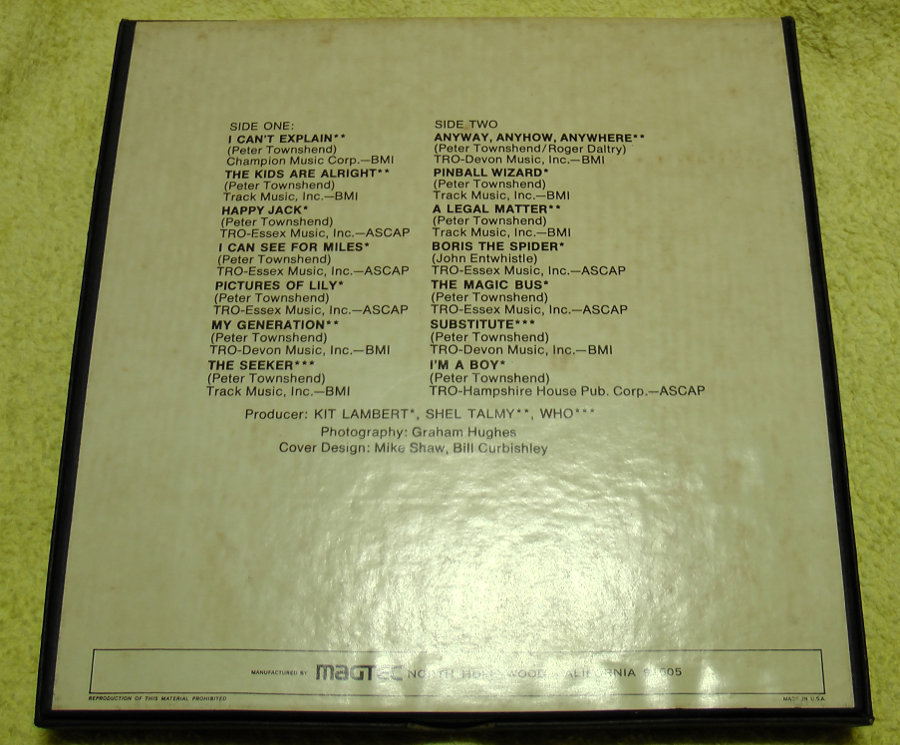 SIDE ONE:
I CAN'T EXPLAIN**
(Peter Townshend)
Champion Music Corp.—BMI
THE KIDS ARE ALRIGHT**
(Peter Townshend)
Track Music, Inc.—BMI
HAPPY JACK*
(Peter Townshend)
TRO-Essex Music, Inc.—ASCAP
I CAN SEE FOR MILES*
(Peter Townshend)
TRO-Essex Music, Inc.—ASCAP
PICTURES OF LILY*
(Peter Townshend)
TRO-Essex Music, Inc.—ASCAP
MY GENERATION**
(Peter Townshend)
TRO-Devon Music, Inc.—BMI
THE SEEKER***
(Peter Townshend)
Track Music, Inc.—BMI
SIDE TWO
ANYWAY, ANYHOW, ANYWHERE**
(Peter Townshend/Roger Daltry)
TRO-Devon Music, Inc.—BMI
PINBALL WIZARD*
(Peter Townshend)
Track Music, Inc.—BMI
A LEGAL MATTER**
(Peter Townshend)
Track Music, Inc.—BMI
BORIS THE SPIDER*
(John Entwhistle)
TRO-Essex Music, Inc.—ASCAP
THE MAGIC BUS*
(Peter Townshend)
TRO-Essex Music, Inc.—ASCAP
SUBSTITUTE***
(Peter Townshend)
TRO-Devon Music, Inc.—BMI
I'M A BOY*
(Peter Townshend)
TRO-Hampshire House Pub. Corp.—ASCAP
Producer: KIT LAMBERT*, SHEL TALMY**, WHO***
Photography: Graham Hughes
Cover Design: Mike Shaw, Bill Curbishley
MANUFACTURED BY MAGTEC NORTH HOLLYWOOD CALIFORNIA 91605
REPRODUCTION OF THIS MATERIAL PROHIBITED
MADE IN U.S.A.